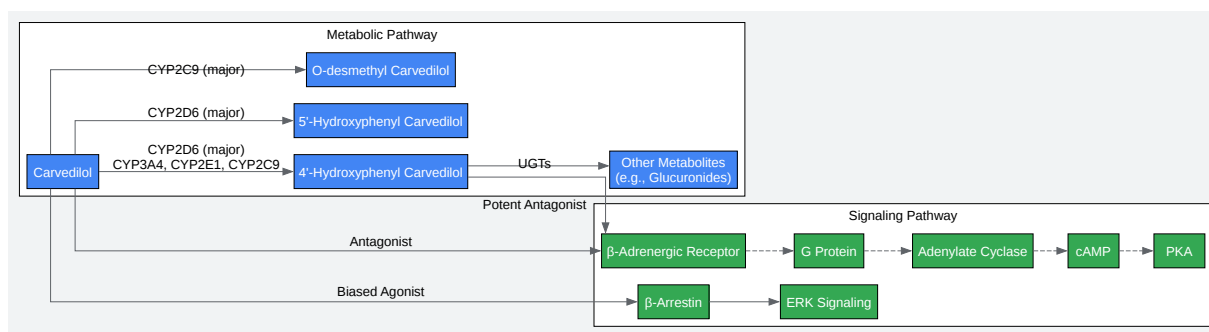 Metabolic Pathway
CYP2C9 (major)
O-desmethyl Carvedilol
CYP2D6 (major)
5'-Hydroxyphenyl Carvedilol
Carvedilol
CYP2D6 (major)
CYP3A4, CYP2E1, CYP2C9
4'-Hydroxyphenyl Carvedilol
UGTs
Other Metabolites
(e.g., Glucuronides)
Potent Antagonist
Signaling Pathway
Antagonist
β-Adrenergic Receptor
G Protein
Adenylate Cyclase
cAMP
PKA
Biased Agonist
β-Arrestin
ERK Signaling